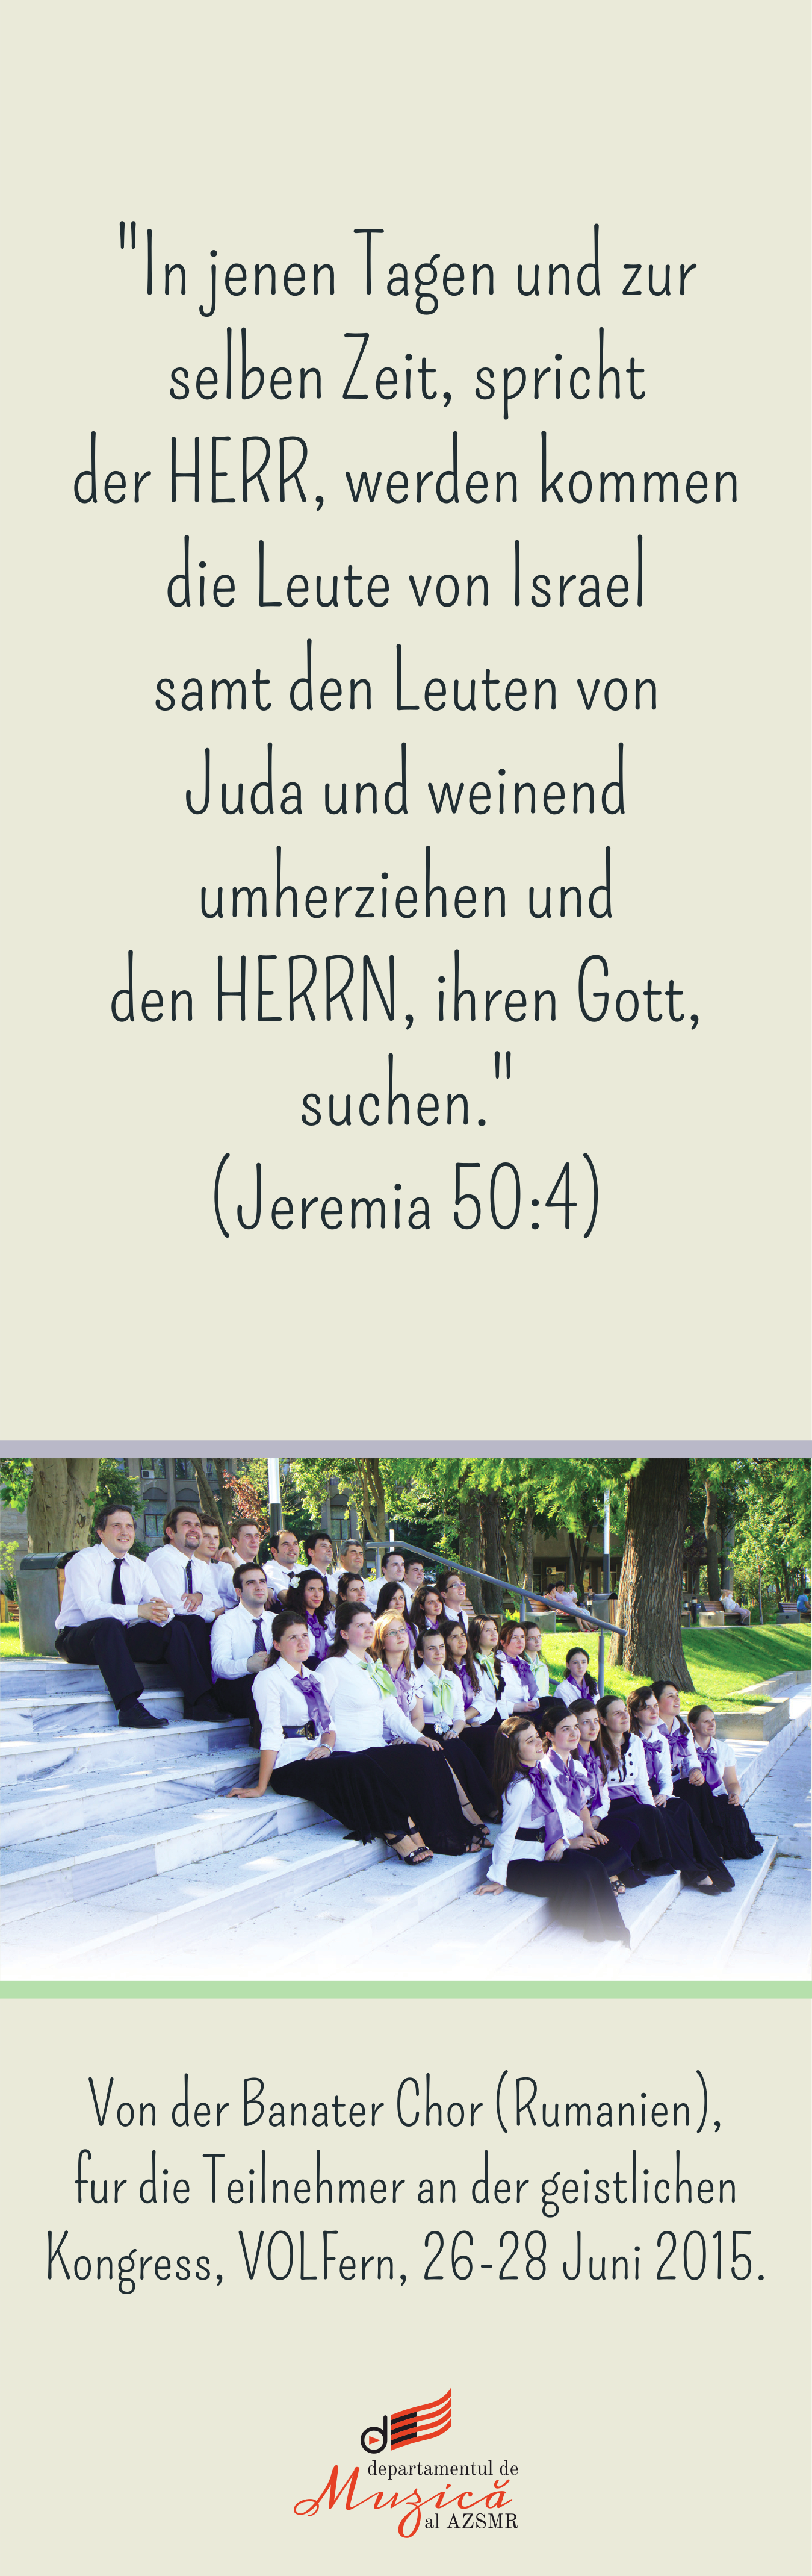 "In jenen Tagen und zur
selben Zeit, spricht
der HERR, werden kommen
die Leute von Israel
samt den Leuten von
Juda und weinend
umherziehen und
den HERRN, ihren Gott,
suchen."
(Jeremia 50:4)
Von der Banater Chor (Rumanien),
fur die Teilnehmer an der geistlichen
Kongress, VOLFern, 26-28 Juni 2015.
departamentul de
Muzică
al AZSMR